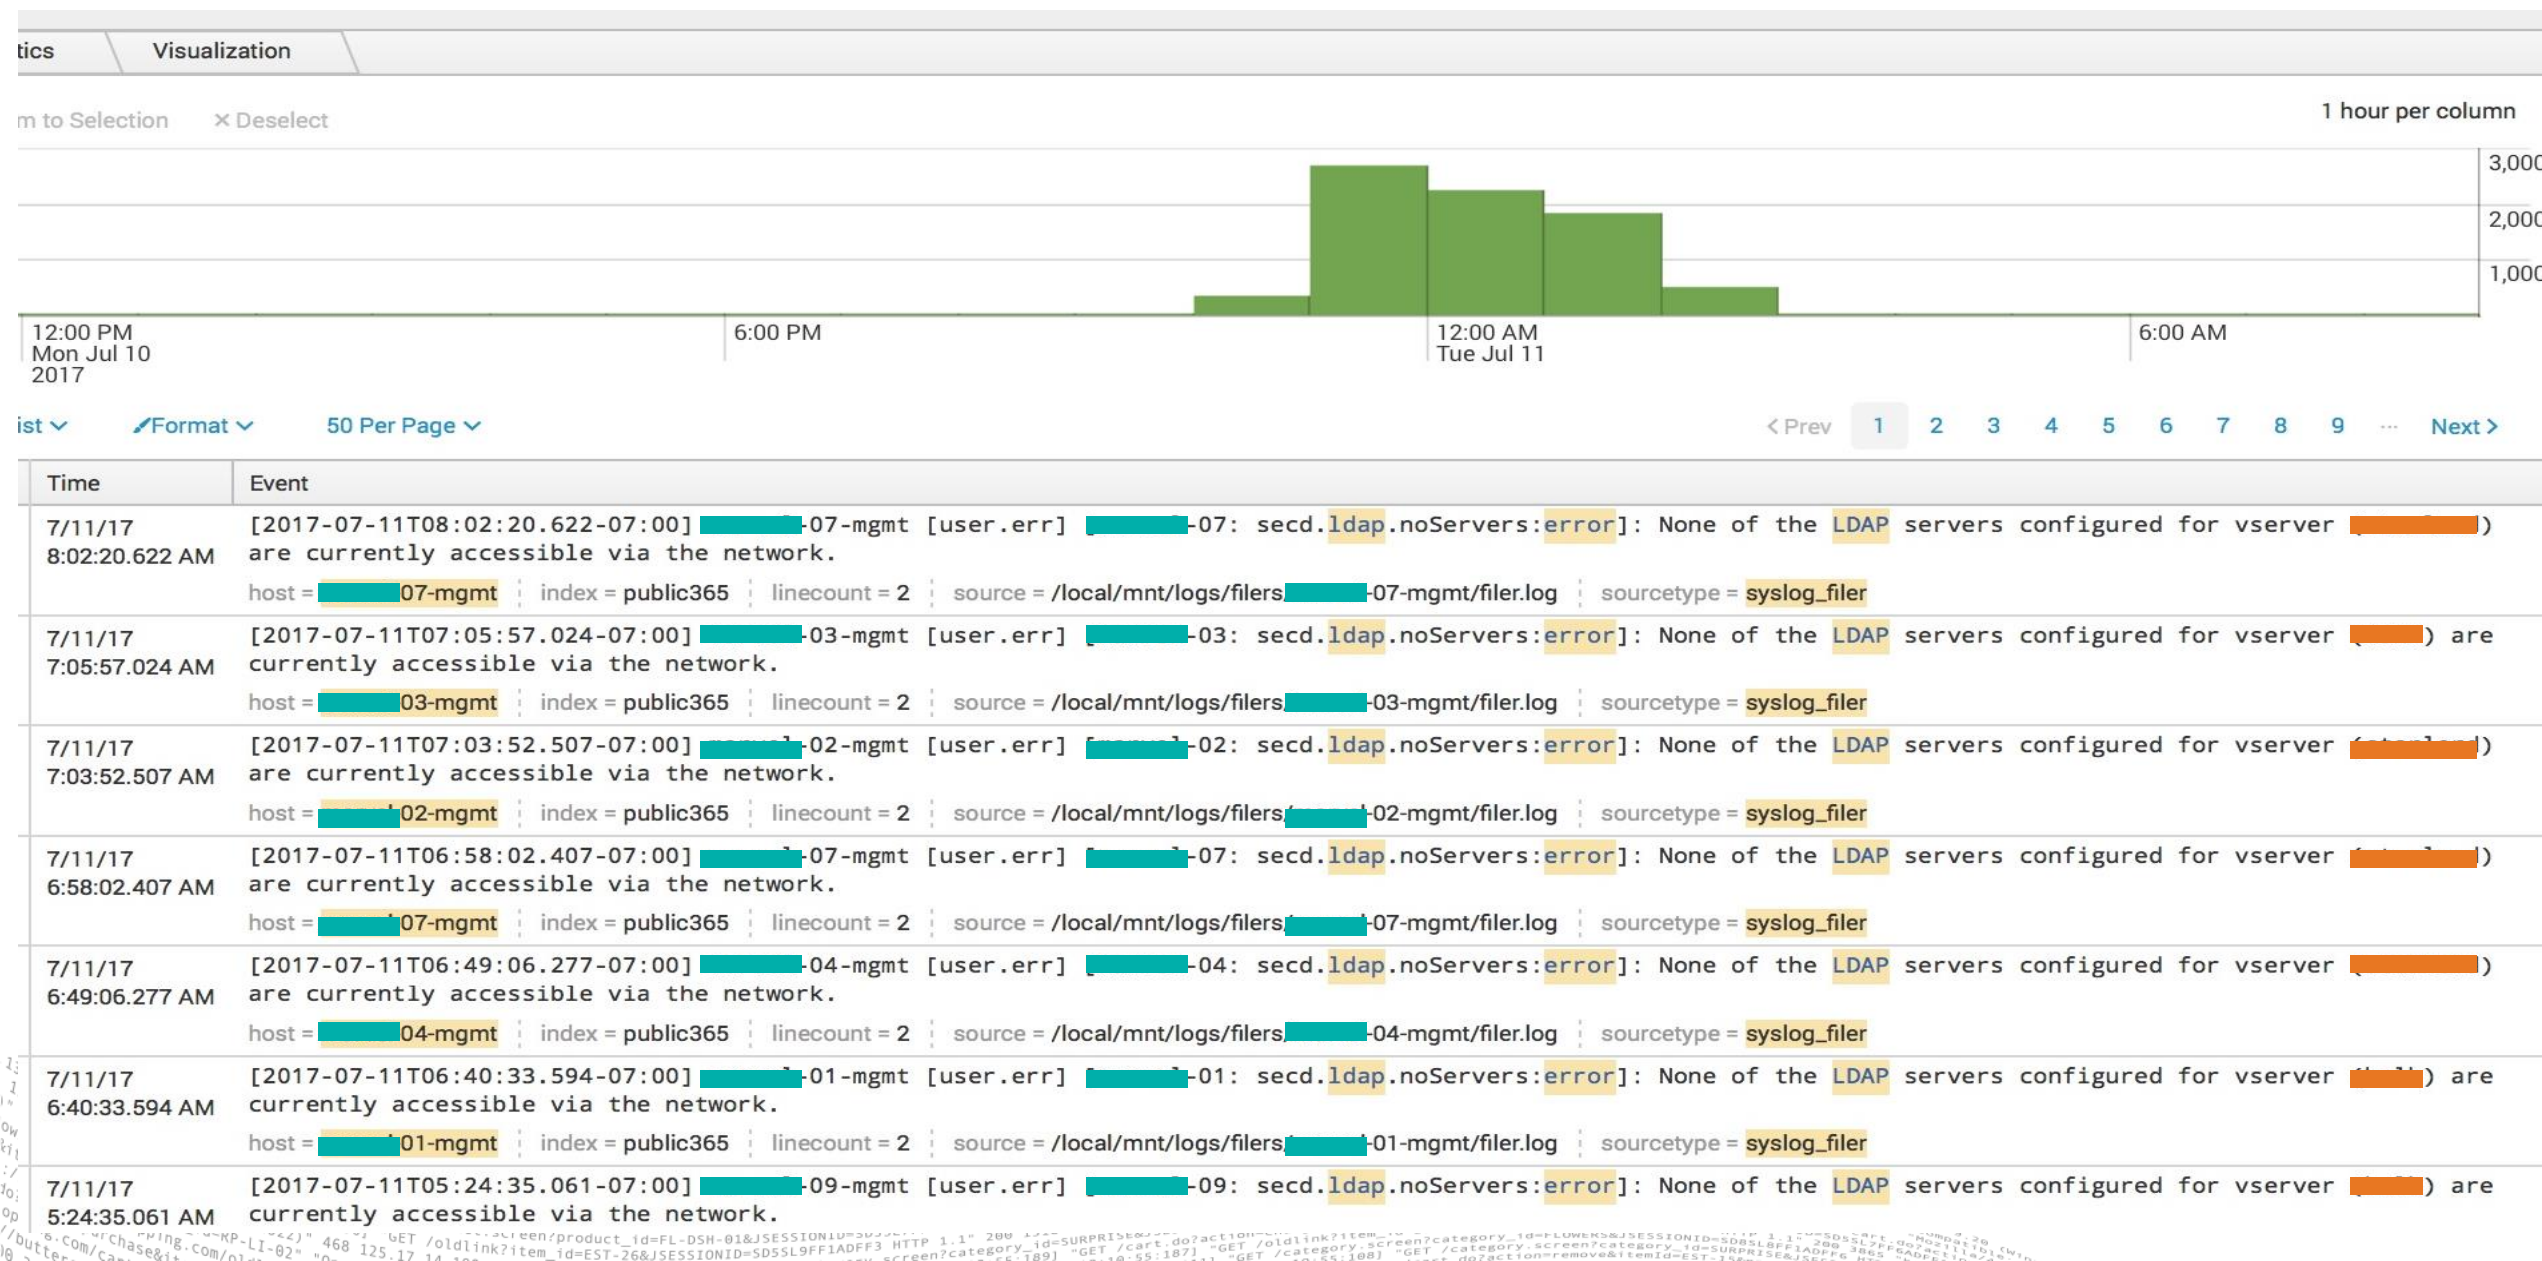 tics
Visualization
m to Selection
× Deselect
1 hour per column
3,000
2,000
1,000
12:00 PM
Mon Jul 10
2017
6:00 PM
12:00 AM
Tue Jul 11
6:00 AM
ist
Format
50 Per Page
< Prev 1 2 3 4 5 6 7 8 9 ... Next >
Time Event
7/11/17
8:02:20.622 AM
[2017-07-11T08:02:20.622-07:00] -07-mgmt [user.err] -07: secd.ldap.noServers:error]: None of the LDAP servers configured for vserver )
are currently accessible via the network.
host = 07-mgmt index = public365 linecount = 2 source = /local/mnt/logs/filers -07-mgmt/filer.log sourcetype = syslog_filer
7/11/17
7:05:57.024 AM
[2017-07-11T07:05:57.024-07:00] -03-mgmt [user.err] -03: secd.ldap.noServers:error]: None of the LDAP servers configured for vserver ) are
currently accessible via the network.
host = 03-mgmt index = public365 linecount = 2 source = /local/mnt/logs/filers -03-mgmt/filer.log sourcetype = syslog_filer
7/11/17
7:03:52.507 AM
[2017-07-11T07:03:52.507-07:00] -02-mgmt [user.err] -02: secd.ldap.noServers:error]: None of the LDAP servers configured for vserver )
are currently accessible via the network.
host = 02-mgmt index = public365 linecount = 2 source = /local/mnt/logs/filers -02-mgmt/filer.log sourcetype = syslog_filer
7/11/17
6:58:02.407 AM
[2017-07-11T06:58:02.407-07:00] -07-mgmt [user.err] -07: secd.ldap.noServers:error]: None of the LDAP servers configured for vserver )
are currently accessible via the network.
host = 07-mgmt index = public365 linecount = 2 source = /local/mnt/logs/filers -07-mgmt/filer.log sourcetype = syslog_filer
7/11/17
6:49:06.277 AM
[2017-07-11T06:49:06.277-07:00] -04-mgmt [user.err] -04: secd.ldap.noServers:error]: None of the LDAP servers configured for vserver )
are currently accessible via the network.
host = 04-mgmt index = public365 linecount = 2 source = /local/mnt/logs/filers -04-mgmt/filer.log sourcetype = syslog_filer
7/11/17
6:40:33.594 AM
[2017-07-11T06:40:33.594-07:00] -01-mgmt [user.err] -01: secd.ldap.noServers:error]: None of the LDAP servers configured for vserver ) are
currently accessible via the network.
host = 01-mgmt index = public365 linecount = 2 source = /local/mnt/logs/filers -01-mgmt/filer.log sourcetype = syslog_filer
7/11/17
5:24:35.061 AM
[2017-07-11T05:24:35.061-07:00] -09-mgmt [user.err] -09: secd.ldap.noServers:error]: None of the LDAP servers configured for vserver ) are
currently accessible via the network.